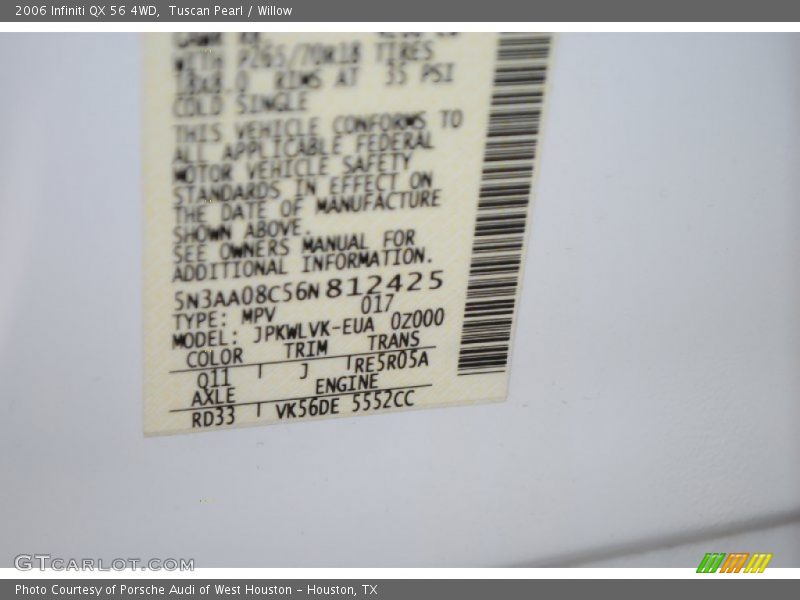 2006 Infiniti QX 56 4WD,  Tuscan Pearl / Willow
WITH P265/70R18 TIRES
18x8.0 RIMS AT 35 PSI
COLD SINGLE
THIS VEHICLE CONFORMS TO
ALL APPLICABLE FEDERAL
MOTOR VEHICLE SAFETY
STANDARDS IN EFFECT ON
THE DATE OF MANUFACTURE
SHOWN ABOVE.
SEE OWNERS MANUAL FOR
ADDITIONAL INFORMATION.
5N3AA08C56N812425
TYPE: MPV 017
MODEL: JPKWLVK-EUA 0Z000
COLOR TRIM TRANS
Q11 J RE5R05A
AXLE ENGINE
RD33 VK56DE 5552CC
GTCARLOT.COM
Photo Courtesy of Porsche Audi of West Houston – Houston, TX